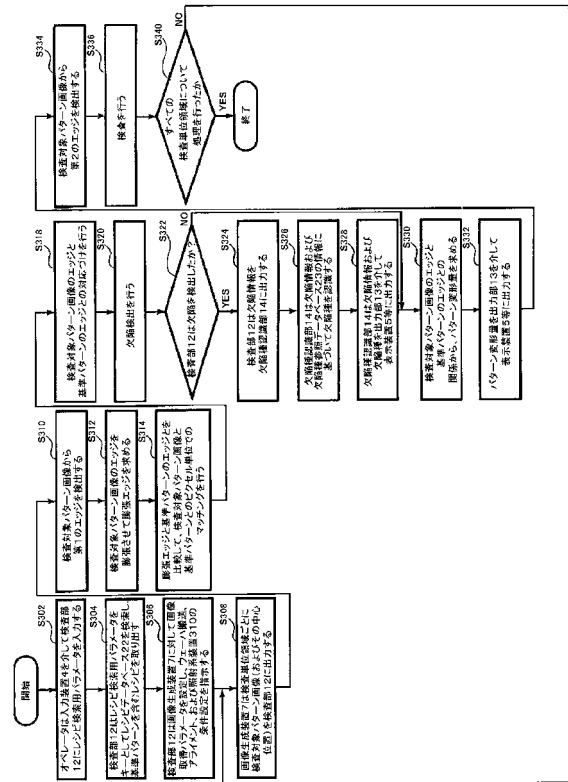 開始
S302
オペレータは入力装置4を介して検査部
12にレシピ検索用パラメータを入力する
S304
検査部12はレシピ検索用パラメータを
キーとしてレシピデータベース22を検索し、
基準パターンを含むレシピを取り出す
S306
検査部12は画像生成装置7に対して画像
取得パラメータを設定し、ウェーハ搬送、
アライメント、および照射系装置310の
条件設定を指示する
S308
画像生成装置7は検査単位領域ごとに
検査対象パターン画像(およびその中心
位置)を検査部12に出力する
S310
検査対象パターン画像から
第1のエッジを検出する
S312
検査対象パターン画像のエッジを
膨張させて膨張エッジを求める
S314
膨張エッジと基準パターンのエッジとを
比較して、検査対象パターン画像と
基準パターンとのピクセル単位での
マッチングを行う
S318
検査対象パターン画像のエッジと
基準パターンのエッジとの対応づけを行う
S320
欠陥検出を行う
S322
検査部12は欠陥を検出したか?
NO
YES
S324
検査部12は欠陥情報を
欠陥種認識部14に出力する
S326
欠陥種認識部14は欠陥情報および
欠陥種参照データベース23の情報に
基づいて欠陥種を認識する
S328
欠陥種認識部14は欠陥情報および
欠陥種を出力部13を介して
表示装置5等に出力する
S330
検査対象パターン画像のエッジと
基準パターンのエッジとの
関係から、パターン変形量を求める
S332
パターン変形量を出力部13を介して
表示装置5等に出力する
S334
検査対象パターン画像から
第2のエッジを検出する
S336
検査を行う
S340
すべての
検査単位領域について
処理を行ったか
NO
YES
終了